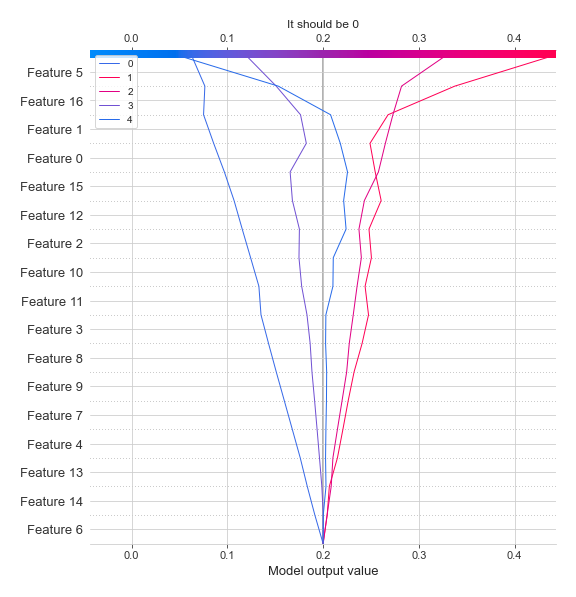 It should be 0
0.0 0.1 0.2 0.3 0.4
0
1
2
3
4
Feature 5
Feature 16
Feature 1
Feature 0
Feature 15
Feature 12
Feature 2
Feature 10
Feature 11
Feature 3
Feature 8
Feature 9
Feature 7
Feature 4
Feature 13
Feature 14
Feature 6
0.0 0.1 0.2 0.3 0.4
Model output value